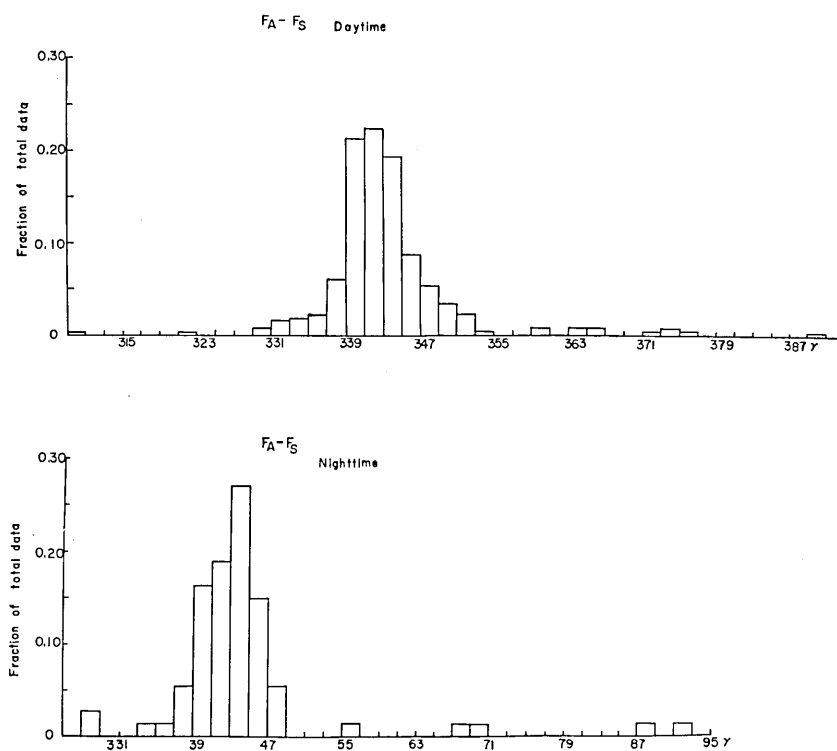 FA - FS Daytime
0.30
0.20
0.10
0
Fraction of total data
315 323 331 339 347 355 363 371 379 387 γ
FA - FS
Nighttime
0.30
0.20
0.10
0
Fraction of total data
331 39 47 55 63 71 79 87 95 γ